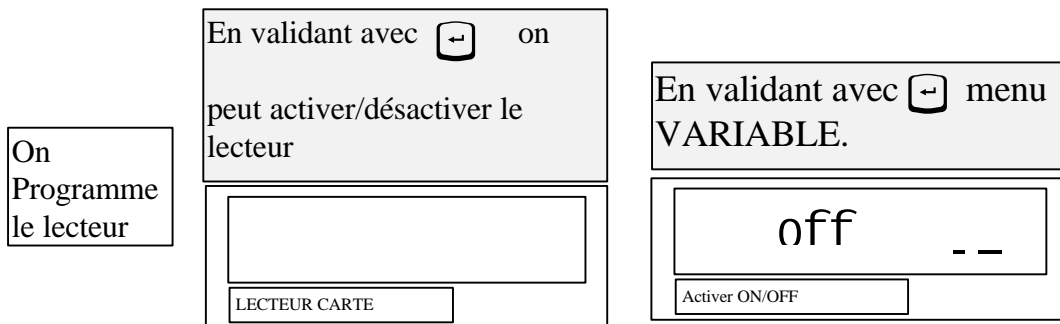 On
Programme
le lecteur
En validant avec ↵ on
peut activer/désactiver le
lecteur
LECTEUR CARTE
En validant avec ↵ menu
VARIABLE.
Off _ _
Activer ON/OFF